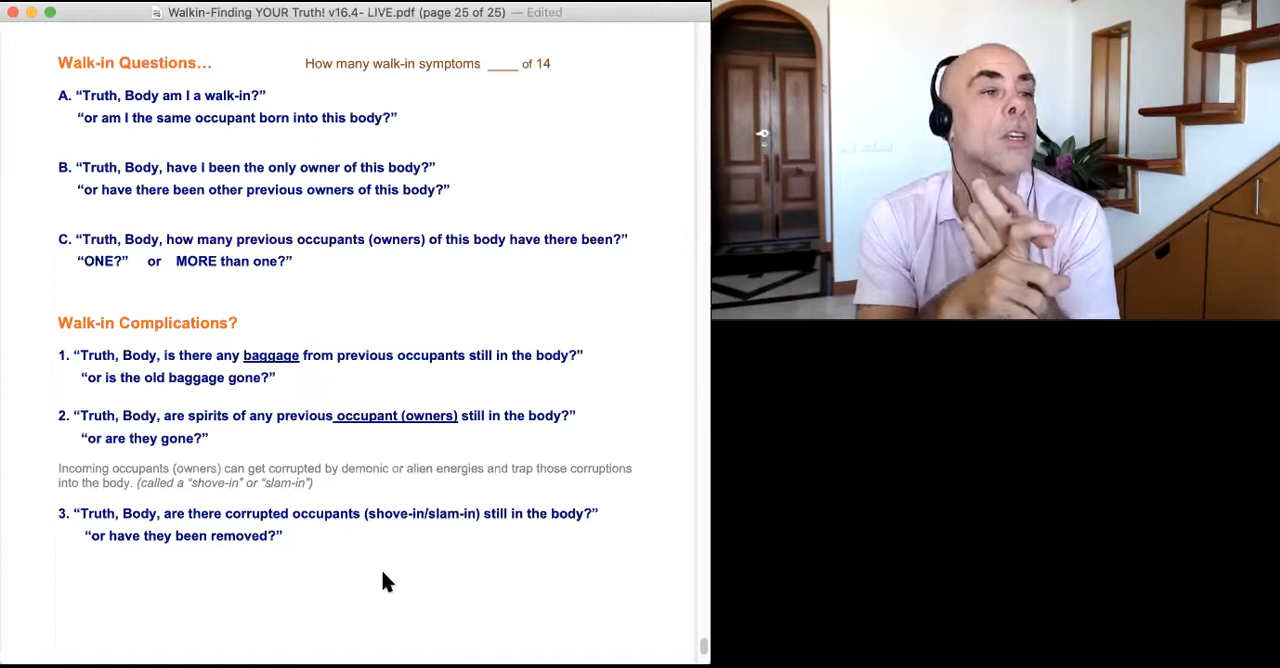 Walkin-Finding YOUR Truth! v16.4- LIVE.pdf (page 25 of 25) — Edited
Walk-in Questions… How many walk-in symptoms ____ of 14
A. “Truth, Body am I a walk-in?”
“or am I the same occupant born into this body?”
B. “Truth, Body, have I been the only owner of this body?”
“or have there been other previous owners of this body?”
C. “Truth, Body, how many previous occupants (owners) of this body have there been?”
“ONE?” or MORE than one?”
Walk-in Complications?
1. “Truth, Body, is there any baggage from previous occupants still in the body?”
“or is the old baggage gone?”
2. “Truth, Body, are spirits of any previous occupant (owners) still in the body?”
“or are they gone?”
Incoming occupants (owners) can get corrupted by demonic or alien energies and trap those corruptions
into the body. (called a “shove-in” or “slam-in”)
3. “Truth, Body, are there corrupted occupants (shove-in/slam-in) still in the body?”
“or have they been removed?”